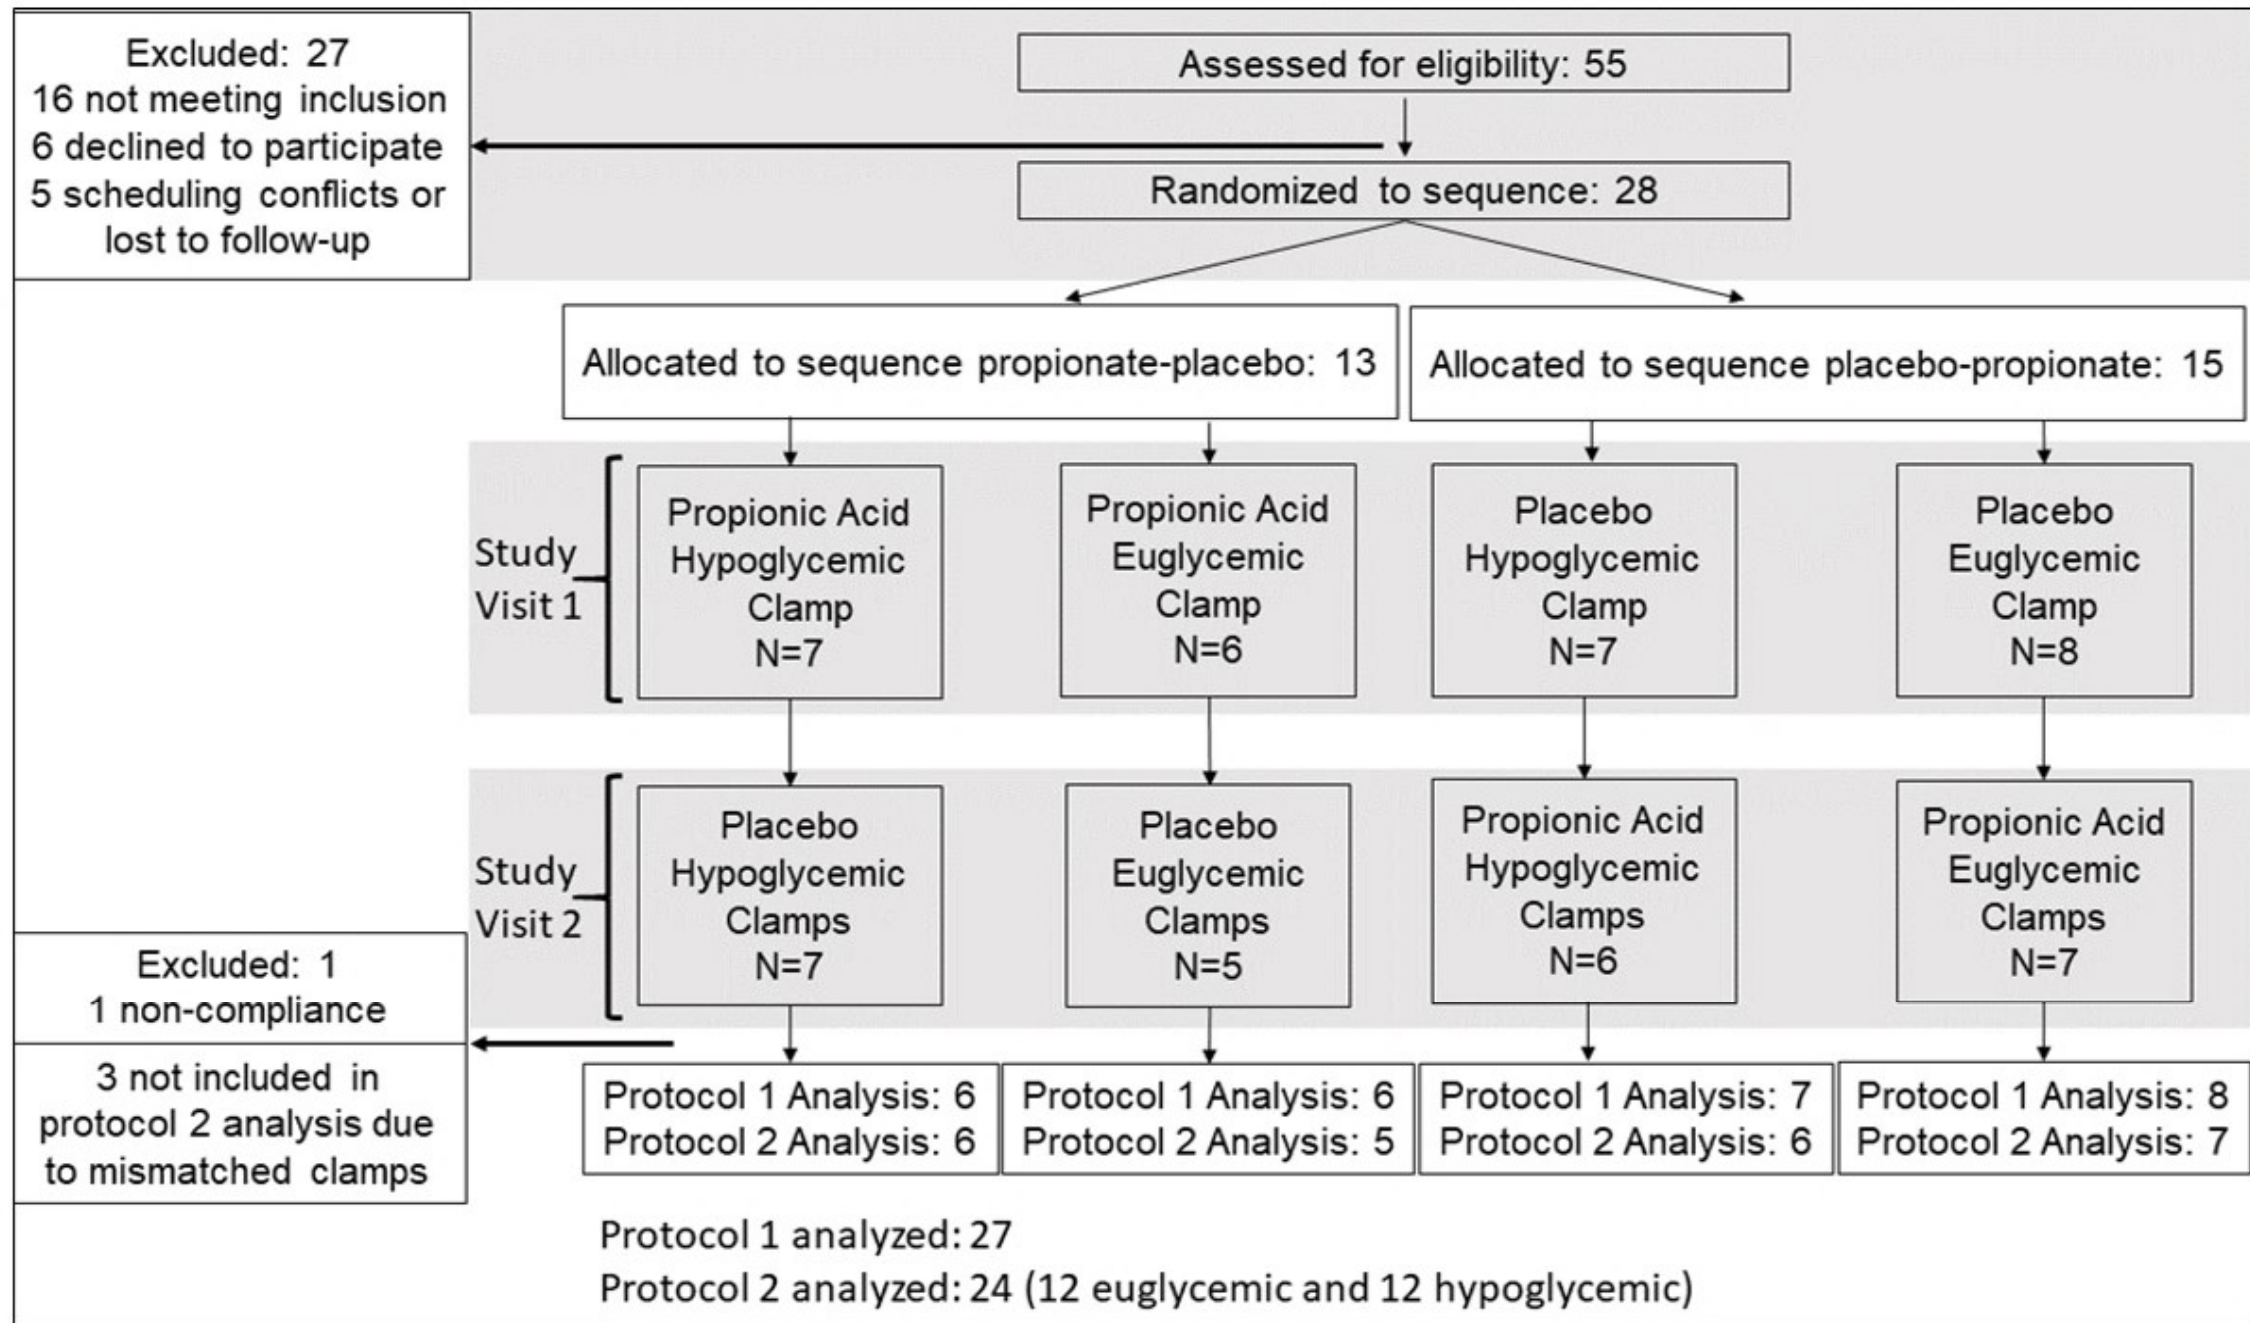 Excluded: 27
16 not meeting inclusion
6 declined to participate
5 scheduling conflicts or
lost to follow-up
Assessed for eligibility: 55
Randomized to sequence: 28
Allocated to sequence propionate-placebo: 13
Allocated to sequence placebo-propionate: 15
Study
Visit 1
Propionic Acid
Hypoglycemic
Clamp
N=7
Propionic Acid
Euglycemic
Clamp
N=6
Placebo
Hypoglycemic
Clamp
N=7
Placebo
Euglycemic
Clamp
N=8
Study
Visit 2
Placebo
Hypoglycemic
Clamps
N=7
Placebo
Euglycemic
Clamps
N=5
Propionic Acid
Hypoglycemic
Clamps
N=6
Propionic Acid
Euglycemic
Clamps
N=7
Excluded: 1
1 non-compliance
3 not included in
protocol 2 analysis due
to mismatched clamps
Protocol 1 Analysis: 6
Protocol 2 Analysis: 6
Protocol 1 Analysis: 6
Protocol 2 Analysis: 5
Protocol 1 Analysis: 7
Protocol 2 Analysis: 6
Protocol 1 Analysis: 8
Protocol 2 Analysis: 7
Protocol 1 analyzed: 27
Protocol 2 analyzed: 24 (12 euglycemic and 12 hypoglycemic)